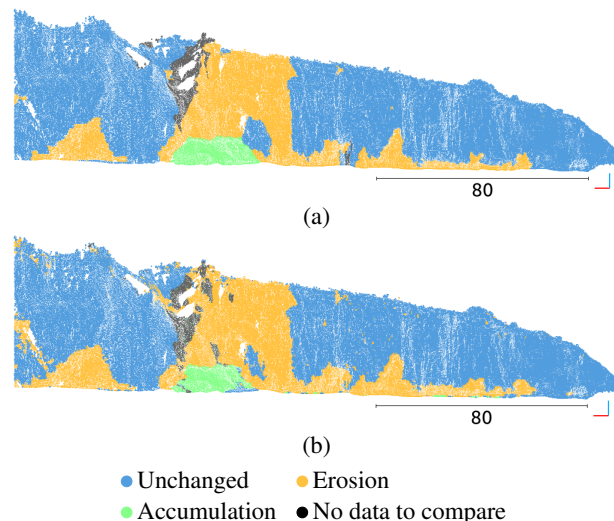 80
(a)
80
(b)
Unchanged
Erosion
Accumulation
No data to compare